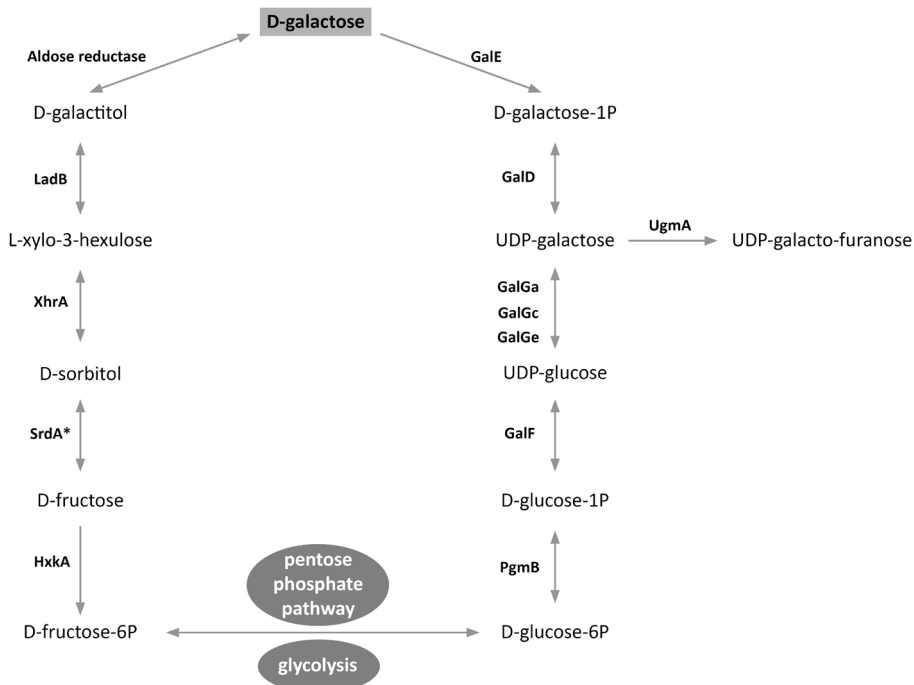 D-galactose
Aldose reductase
GalE
D-galactitol
D-galactose-1P
LadB
GalD
L-xylo-3-hexulose
UDP-galactose
UgmA
UDP-galacto-furanose
XhrA
GalGa
GalGc
GalGe
D-sorbitol
UDP-glucose
SrdA*
GalF
D-fructose
D-glucose-1P
HxkA
pentose
phosphate
pathway
PgmB
D-fructose-6P
D-glucose-6P
glycolysis